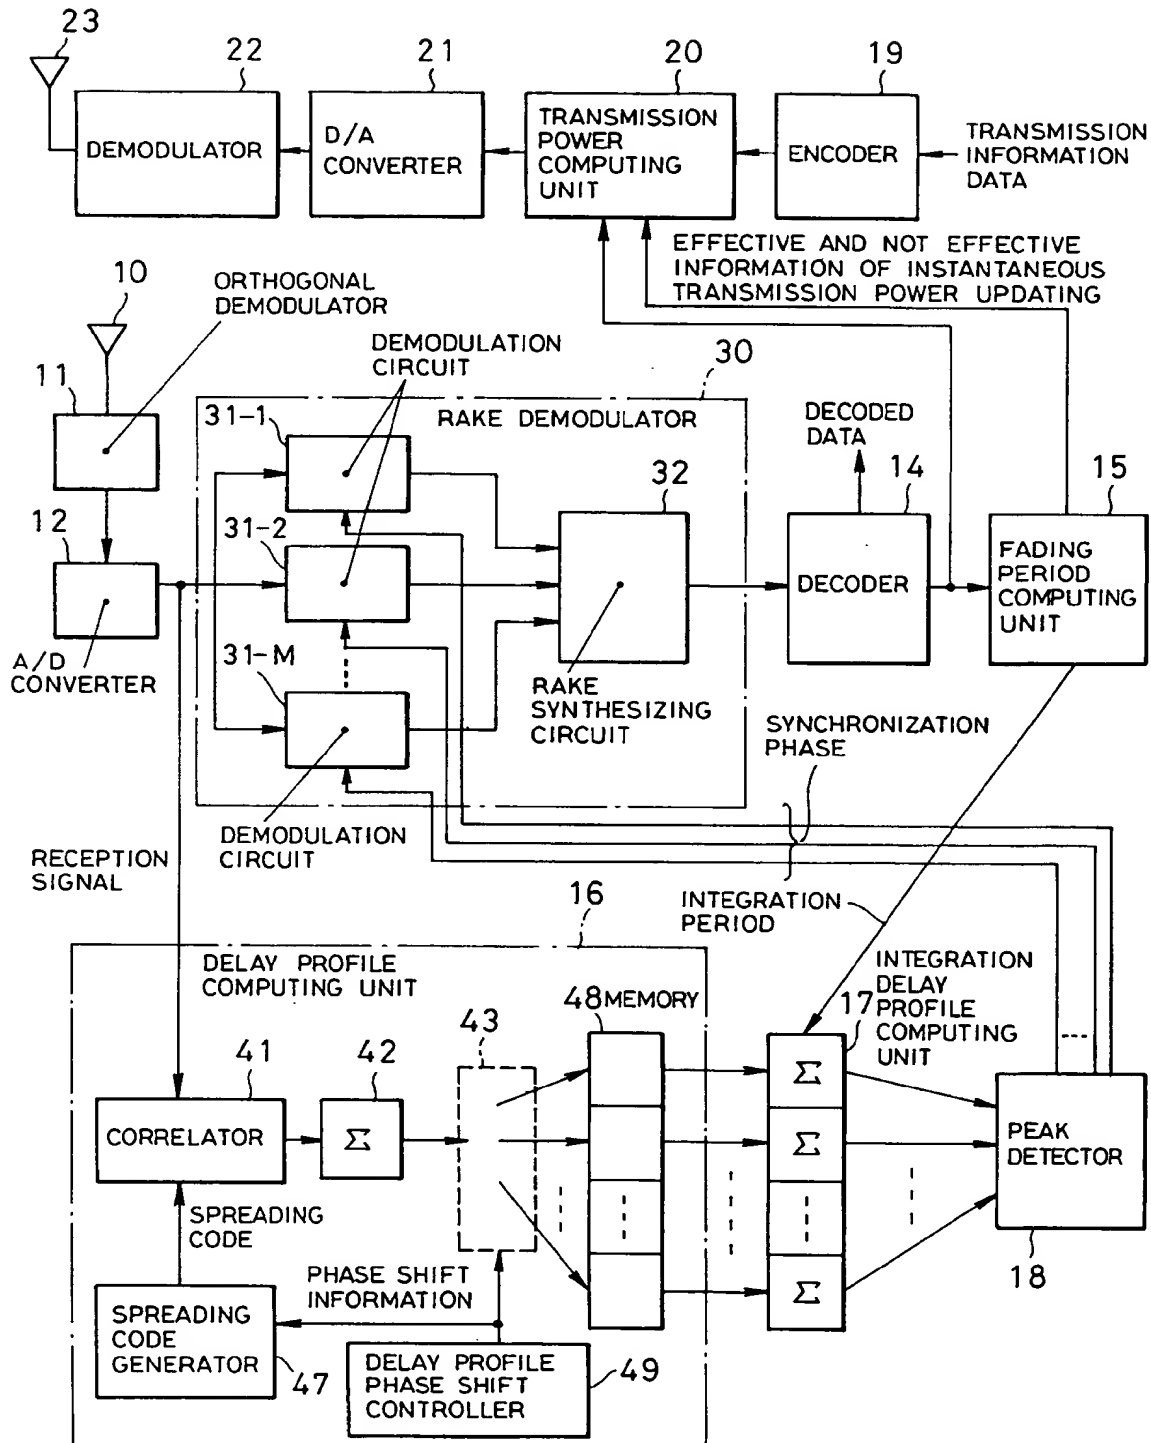 23
22
21
20
19
DEMODULATOR
D/A
CONVERTER
TRANSMISSION
POWER
COMPUTING
UNIT
ENCODER
TRANSMISSION
INFORMATION
DATA
EFFECTIVE AND NOT EFFECTIVE
INFORMATION OF INSTANTANEOUS
TRANSMISSION POWER UPDATING
10
ORTHOGONAL
DEMODULATOR
11
12
A/D
CONVERTER
DEMODULATION
CIRCUIT
30
RAKE DEMODULATOR
31-1
31-2
31-M
32
RAKE
SYNTHESIZING
CIRCUIT
DEMODULATION
CIRCUIT
DECODED
DATA
14
DECODER
15
FADING
PERIOD
COMPUTING
UNIT
SYNCHRONIZATION
PHASE
RECEPTION
SIGNAL
INTEGRATION
PERIOD
16
DELAY PROFILE
COMPUTING UNIT
INTEGRATION
DELAY
PROFILE
COMPUTING
UNIT
17
48 MEMORY
43
41
42
CORRELATOR
Σ
Σ
Σ
Σ
PEAK
DETECTOR
18
SPREADING
CODE
PHASE SHIFT
INFORMATION
SPREADING
CODE
GENERATOR
47
DELAY PROFILE
PHASE SHIFT
CONTROLLER
49